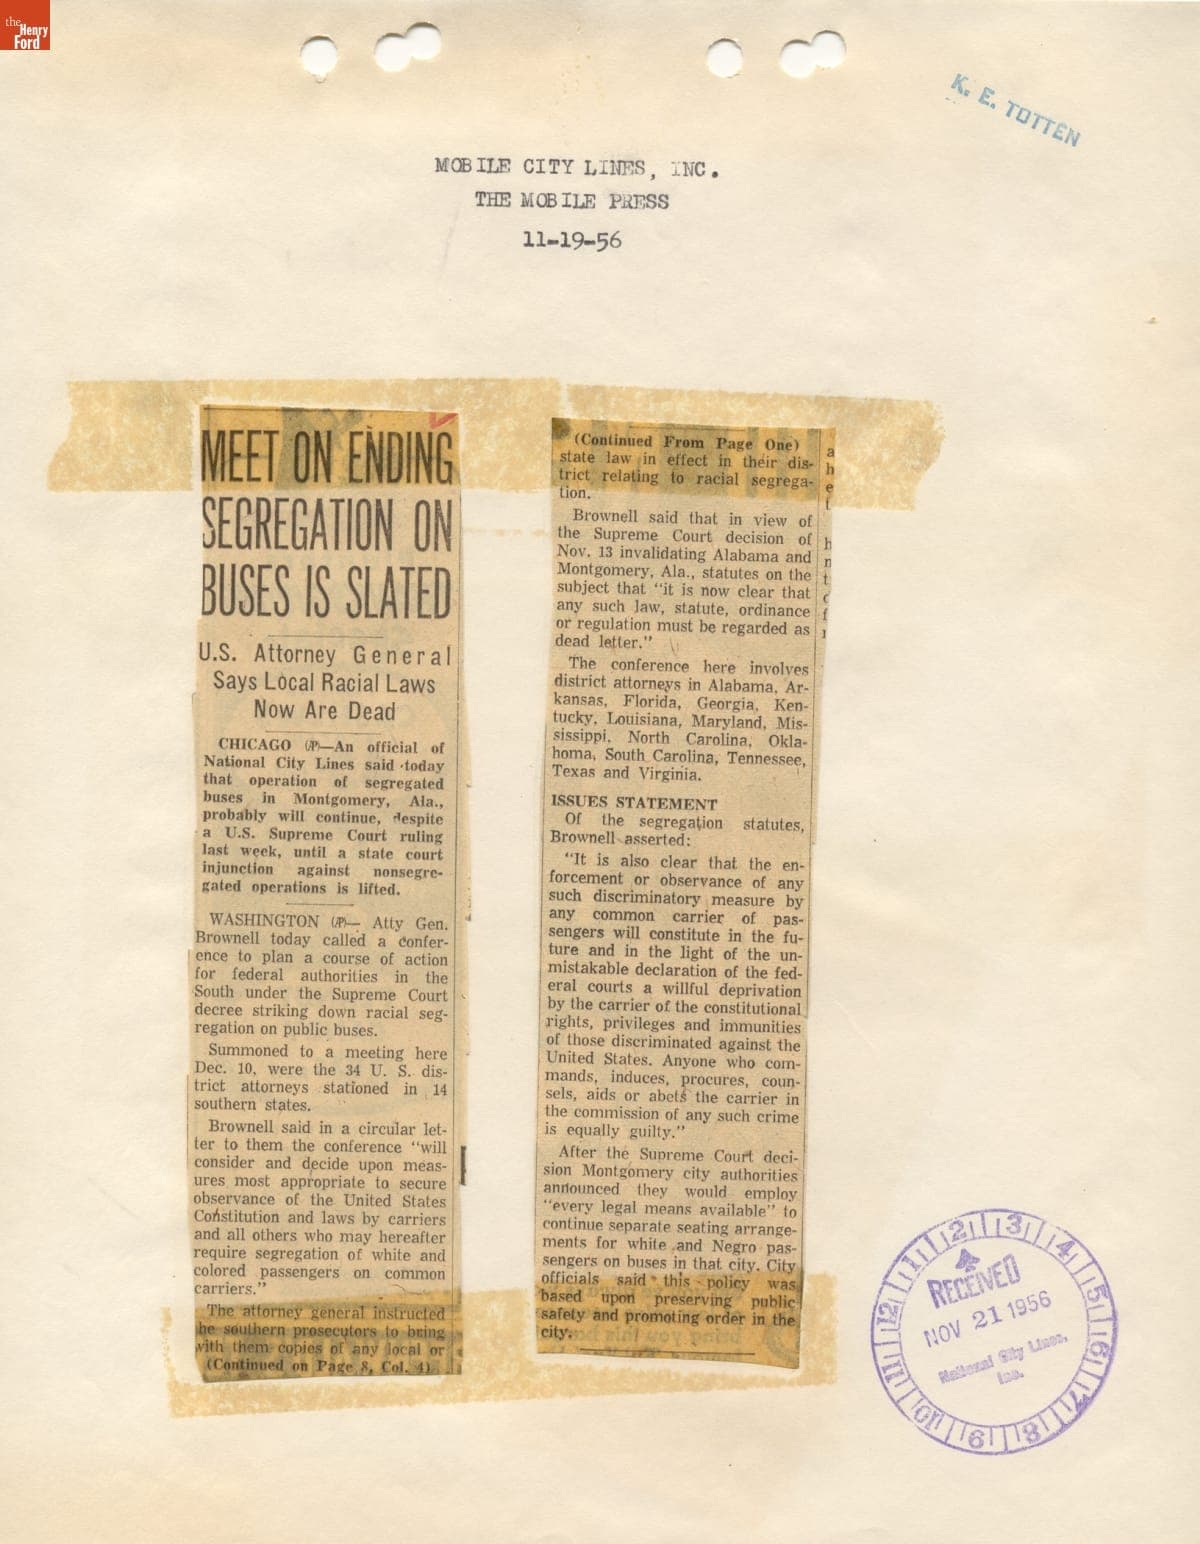 the
Henry
Ford
K. E. TOTTEN
MOBILE CITY LINES, INC.
THE MOBILE PRESS
11-19-56
MEET ON ENDING
SEGREGATION ON
BUSES IS SLATED
U.S. Attorney General
Says Local Racial Laws
Now Are Dead
CHICAGO (AP)—An official of
National City Lines said today
that operation of segregated
buses in Montgomery, Ala.,
probably will continue, despite
a U.S. Supreme Court ruling
last week, until a state court
injunction against nonsegre-
gated operations is lifted.
WASHINGTON (AP)— Atty Gen.
Brownell today called a confer-
ence to plan a course of action
for federal authorities in the
South under the Supreme Court
decree striking down racial seg-
regation on public buses.
Summoned to a meeting here
Dec. 10, were the 34 U. S. dis-
trict attorneys stationed in 14
southern states.
Brownell said in a circular let-
ter to them the conference "will
consider and decide upon meas-
ures most appropriate to secure
observance of the United States
Constitution and laws by carriers
and all others who may hereafter
require segregation of white and
colored passengers on common
carriers."
The attorney general instructed
he southern prosecutors to bring
with them copies of any local or
(Continued on Page 8, Col. 4)
(Continued From Page One)
state law in effect in their dis-
trict relating to racial segrega-
tion.
Brownell said that in view of
the Supreme Court decision of
Nov. 13 invalidating Alabama and
Montgomery, Ala., statutes on the
subject that "it is now clear that
any such law, statute, ordinance
or regulation must be regarded as
dead letter."
The conference here involves
district attorneys in Alabama, Ar-
kansas, Florida, Georgia, Ken-
tucky, Louisiana, Maryland, Mis-
sissippi, North Carolina, Okla-
homa, South Carolina, Tennessee,
Texas and Virginia.
ISSUES STATEMENT
Of the segregation statutes,
Brownell asserted:
"It is also clear that the en-
forcement or observance of any
such discriminatory measure by
any common carrier of pas-
sengers will constitute in the fu-
ture and in the light of the un-
mistakable declaration of the fed-
eral courts a willful deprivation
by the carrier of the constitutional
rights, privileges and immunities
of those discriminated against the
United States. Anyone who com-
mands, induces, procures, coun-
sels, aids or abets the carrier in
the commission of any such crime
is equally guilty."
After the Supreme Court deci-
sion Montgomery city authorities
announced they would employ
"every legal means available" to
continue separate seating arrange-
ments for white and Negro pas-
sengers on buses in that city. City
officials said this policy was
based upon preserving public
safety and promoting order in the
city.
12 1 2 3 4 5 6 7 8 9 10 11
RECEIVED
NOV 21 1956
National City Lines,
Inc.